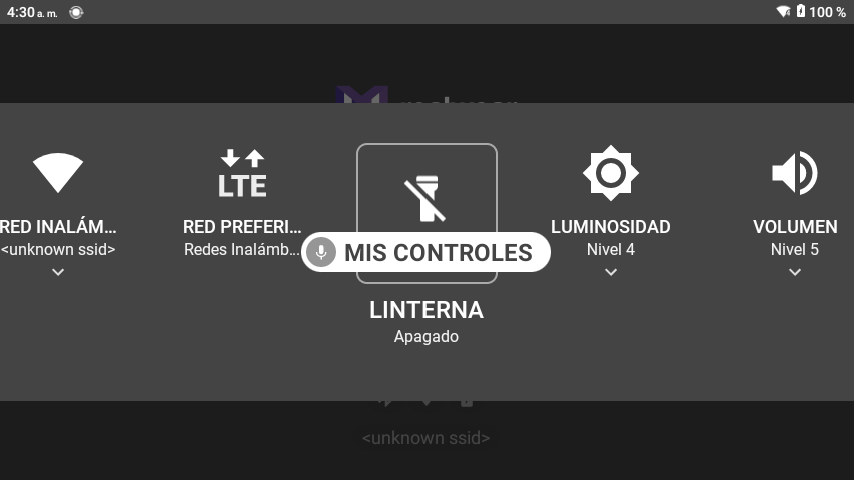 4:30 a. m.
100 %
RED INALÁM...
<unknown ssid>
RED PREFERI...
Redes Inalámb...
LTE
MIS CONTROLES
LINTERNA
Apagado
LUMINOSIDAD
Nivel 4
VOLUMEN
Nivel 5
<unknown ssid>